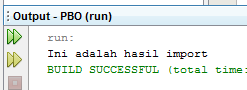 Output - PBO (run)
run:
Ini adalah hasil import
BUILD SUCCESSFUL (total time: